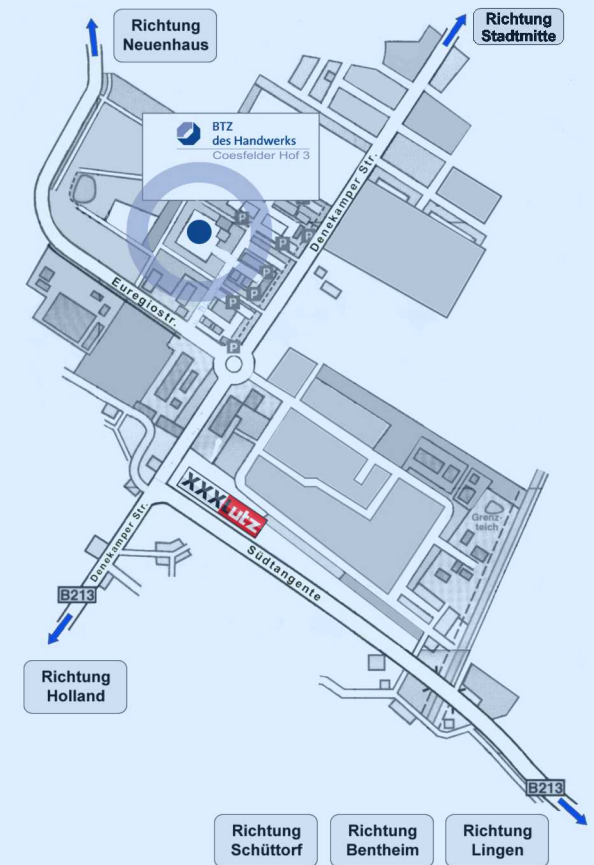 Richtung
Neuenhaus
Richtung
Stadtmitte
BTZ
des Handwerks
Coesfelder Hof 3
Denekamper Str.
P
P
P
P
P
P
Euregiostr.
P
XXXLutz
Grenz-
teich
Denekamper Str.
Südtangente
B213
Richtung
Holland
B213
Richtung
Schüttorf
Richtung
Bentheim
Richtung
Lingen